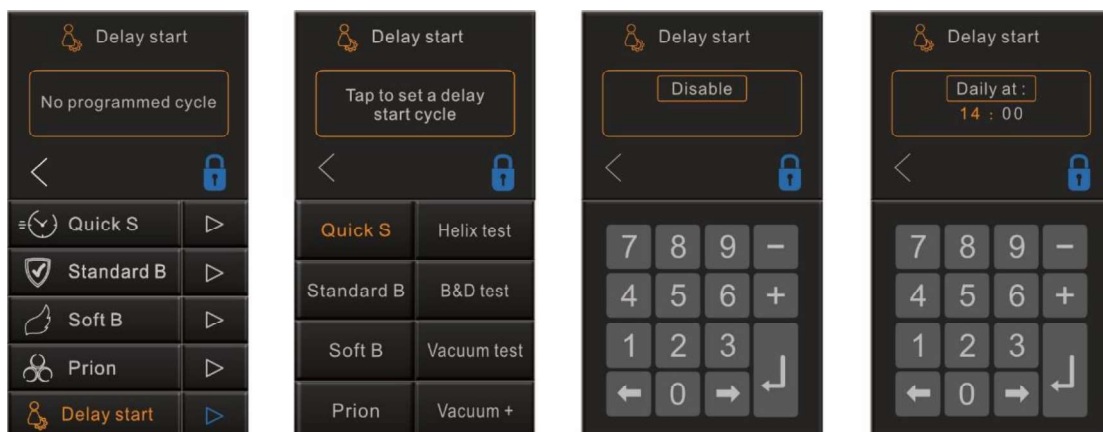 Delay start
No programmed cycle
Quick S
Standard B
Soft B
Prion
Delay start
Delay start
Tap to set a delay
start cycle
Quick S Helix test
Standard B B&D test
Soft B Vacuum test
Prion Vacuum +
Delay start
Disable
7 8 9 −
4 5 6 +
1 2 3
0
Delay start
Daily at :
14 : 00
7 8 9 −
4 5 6 +
1 2 3
0